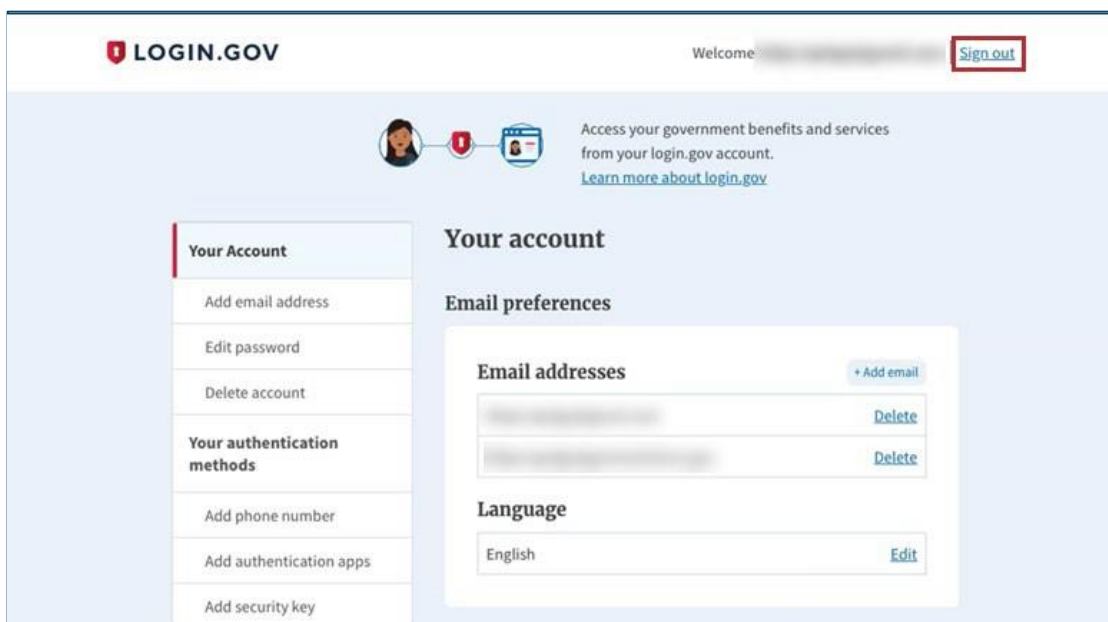 LOGIN.GOV
Welcome
Sign out
Access your government benefits and services
from your login.gov account.
Learn more about login.gov
Your Account
Add email address
Edit password
Delete account
Your authentication
methods
Add phone number
Add authentication apps
Add security key
Your account
Email preferences
Email addresses
+ Add email
Delete
Delete
Language
English
Edit